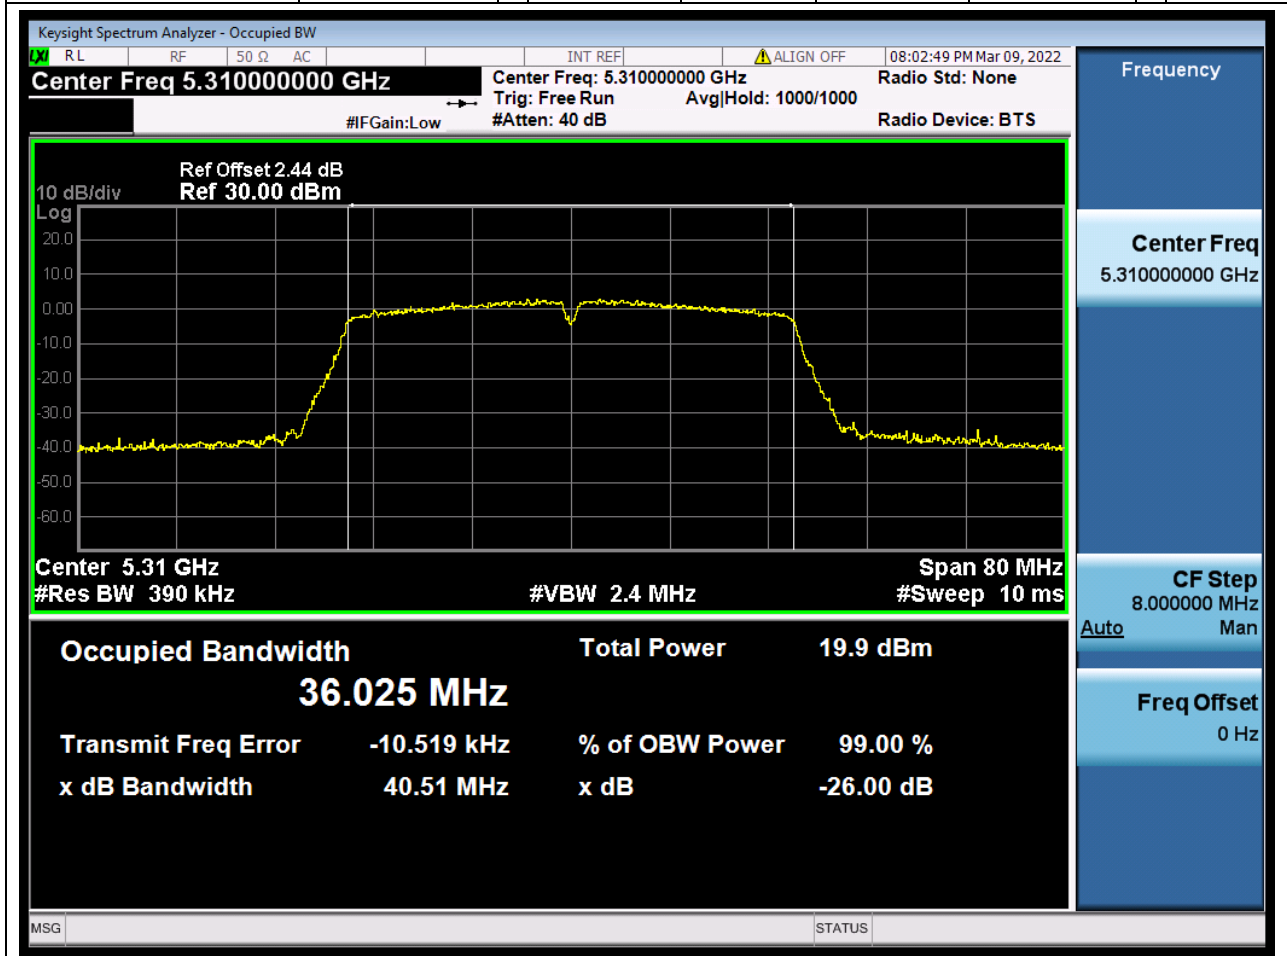 Keysight Spectrum Analyzer - Occupied BW
LXI RL RF 50 Ω AC INT REF ALIGN OFF 08:02:49 PM Mar 09, 2022
Center Freq 5.310000000 GHz
Center Freq: 5.310000000 GHz
Radio Std: None
Trig: Free Run Avg|Hold: 1000/1000
#IFGain:Low
#Atten: 40 dB
Radio Device: BTS
Ref Offset 2.44 dB
10 dB/div Ref 30.00 dBm
Log
20.0
10.0
0.00
-10.0
-20.0
-30.0
-40.0
-50.0
-60.0
Center 5.31 GHz Span 80 MHz
#Res BW 390 kHz #VBW 2.4 MHz #Sweep 10 ms
Occupied Bandwidth Total Power 19.9 dBm
36.025 MHz
Transmit Freq Error -10.519 kHz % of OBW Power 99.00 %
x dB Bandwidth 40.51 MHz x dB -26.00 dB
Frequency
Center Freq
5.310000000 GHz
CF Step
8.000000 MHz
Auto Man
Freq Offset
0 Hz
MSG STATUS